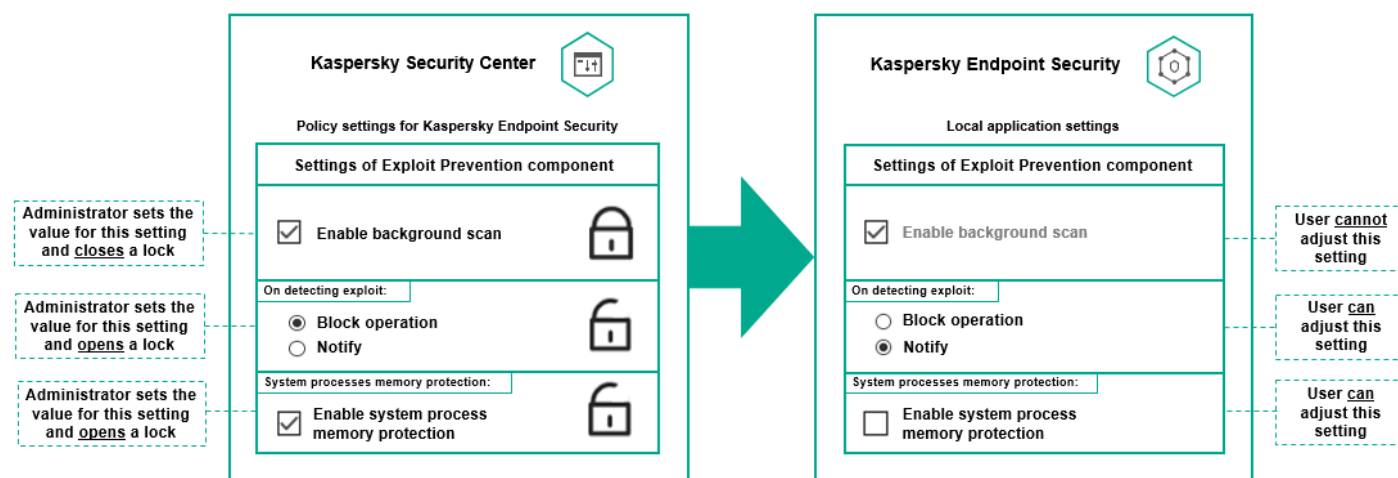 Kaspersky Security Center
Policy settings for Kaspersky Endpoint Security
Settings of Exploit Prevention component
Administrator sets the
value for this setting
and closes a lock
Enable background scan
On detecting exploit:
Administrator sets the
value for this setting
and opens a lock
Block operation
Notify
System processes memory protection:
Administrator sets the
value for this setting
and opens a lock
Enable system process
memory protection
Kaspersky Endpoint Security
Local application settings
Settings of Exploit Prevention component
Enable background scan
User cannot
adjust this
setting
On detecting exploit:
Block operation
Notify
User can
adjust this
setting
System processes memory protection:
Enable system process
memory protection
User can
adjust this
setting